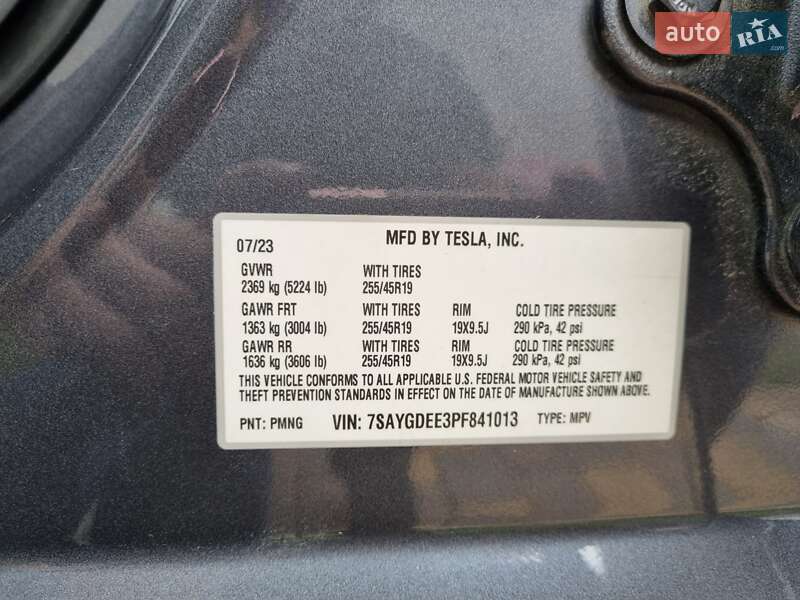 auto RIA .com
07/23 MFD BY TESLA, INC.
GVWR WITH TIRES
2369 kg (5224 lb) 255/45R19
GAWR FRT WITH TIRES RIM COLD TIRE PRESSURE
1363 kg (3004 lb) 255/45R19 19X9.5J 290 kPa, 42 psi
GAWR RR WITH TIRES RIM COLD TIRE PRESSURE
1636 kg (3606 lb) 255/45R19 19X9.5J 290 kPa, 42 psi
THIS VEHICLE CONFORMS TO ALL APPLICABLE U.S. FEDERAL MOTOR VEHICLE SAFETY AND
THEFT PREVENTION STANDARDS IN EFFECT ON THE DATE OF MANUFACTURE SHOWN ABOVE.
PNT: PMNG VIN: 7SAYGDEE3PF841013 TYPE: MPV